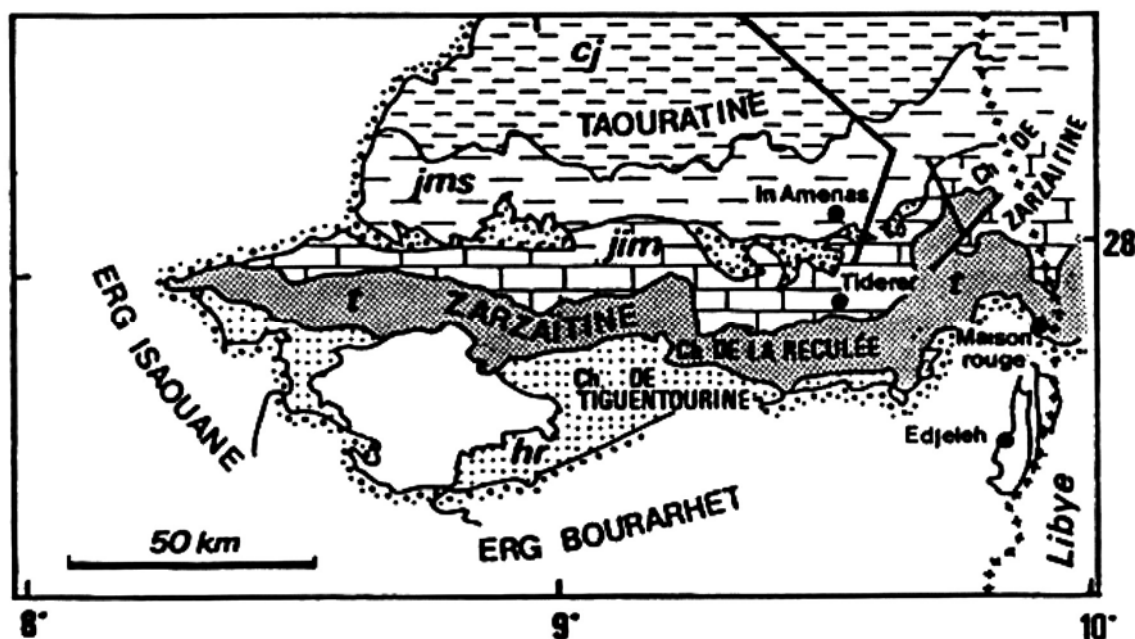 cj
TAOURATINE
jms
In Amenas
Ch DE
ZARZAITINE
jim
28
Tidere
t
ZARZAITINE
t
Ch. DE LA RECULÉE
Maison
rouge
ERG ISAOUANE
Ch. DE
TIGUENTOURINE
Edjeleh
hr
ERG BOURARHET
Libye
50 km
8°
9°
10°